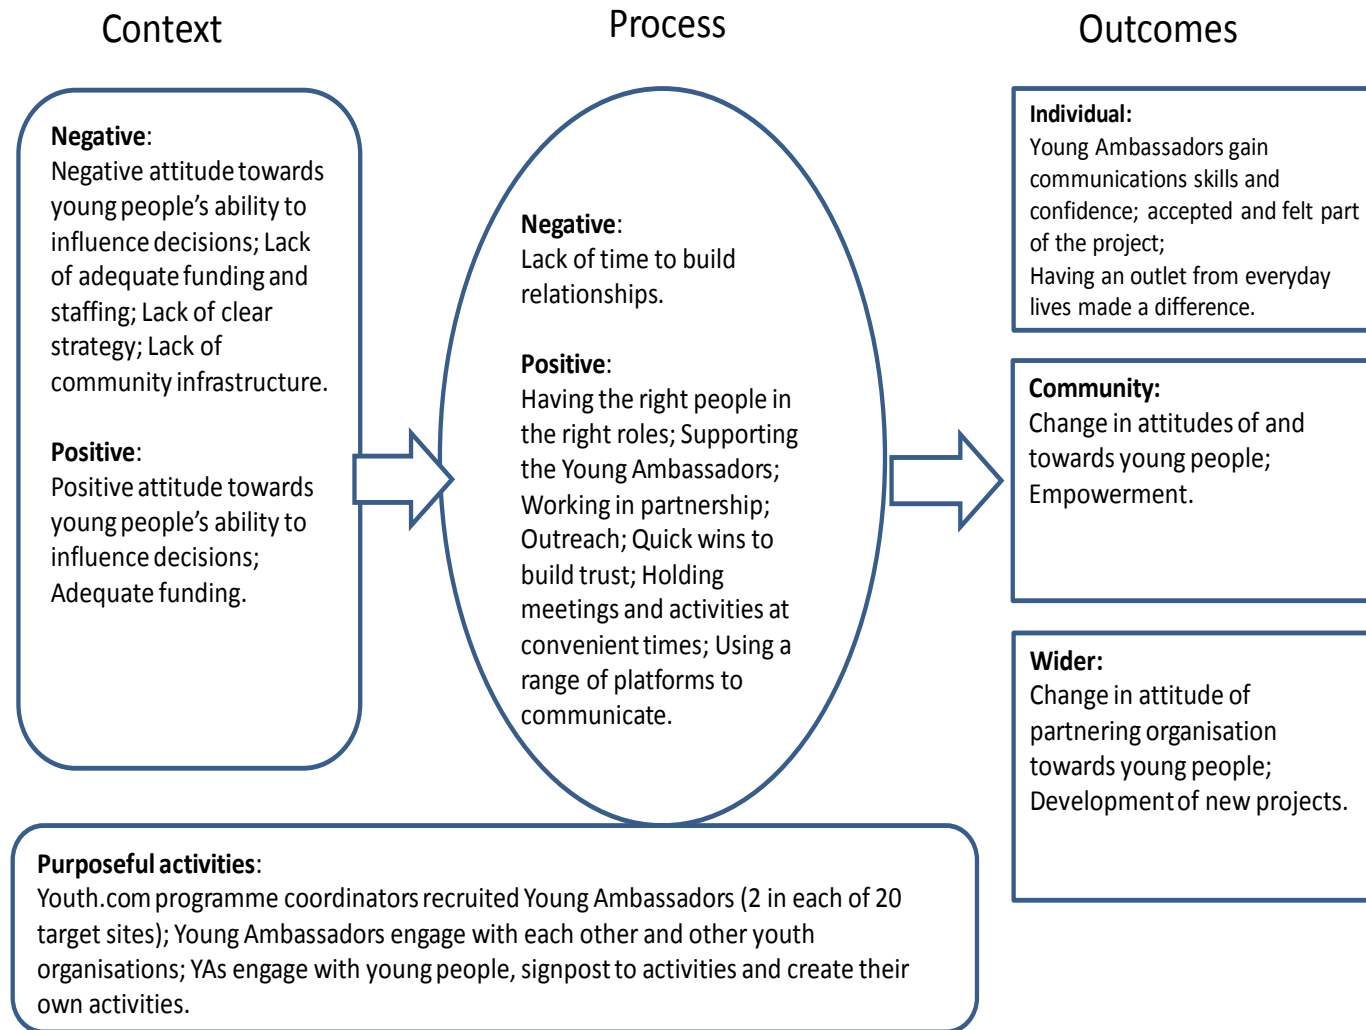 Context
Process
Outcomes
Negative:
Negative attitude towards
young people’s ability to
influence decisions; Lack
of adequate funding and
staffing; Lack of clear
strategy; Lack of
community infrastructure.
Positive:
Positive attitude towards
young people’s ability to
influence decisions;
Adequate funding.
Negative:
Lack of time to build
relationships.
Positive:
Having the right people in
the right roles; Supporting
the Young Ambassadors;
Working in partnership;
Outreach; Quick wins to
build trust; Holding
meetings and activities at
convenient times; Using a
range of platforms to
communicate.
Individual:
Young Ambassadors gain
communications skills and
confidence; accepted and felt part
of the project;
Having an outlet from everyday
lives made a difference.
Community:
Change in attitudes of and
towards young people;
Empowerment.
Wider:
Change in attitude of
partnering organisation
towards young people;
Development of new projects.
Purposeful activities:
Youth.com programme coordinators recruited Young Ambassadors (2 in each of 20
target sites); Young Ambassadors engage with each other and other youth
organisations; YAs engage with young people, signpost to activities and create their
own activities.